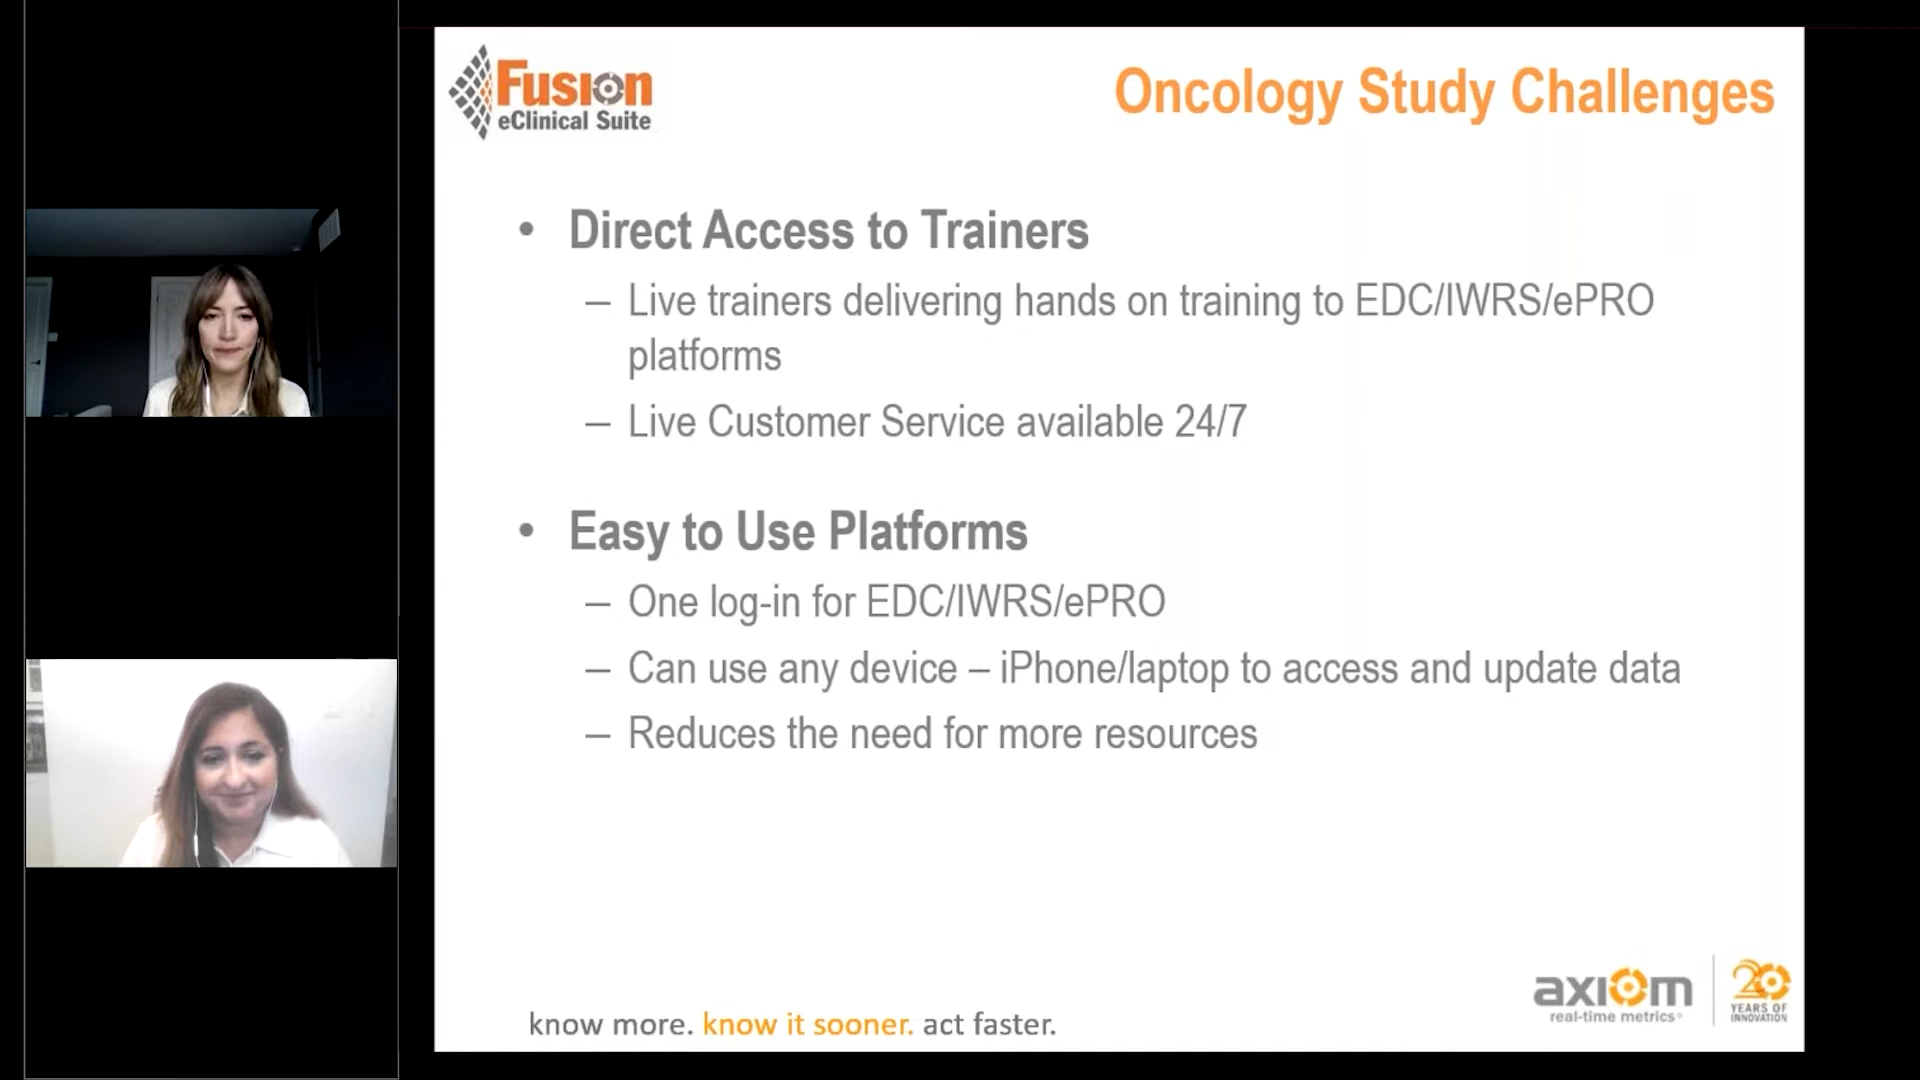 Fusion
eClinical Suite
Oncology Study Challenges
• Direct Access to Trainers
– Live trainers delivering hands on training to EDC/IWRS/ePRO
platforms
– Live Customer Service available 24/7
• Easy to Use Platforms
– One log-in for EDC/IWRS/ePRO
– Can use any device – iPhone/laptop to access and update data
– Reduces the need for more resources
know more. know it sooner. act faster.
axiom
real-time metrics
20
YEARS OF
INNOVATION